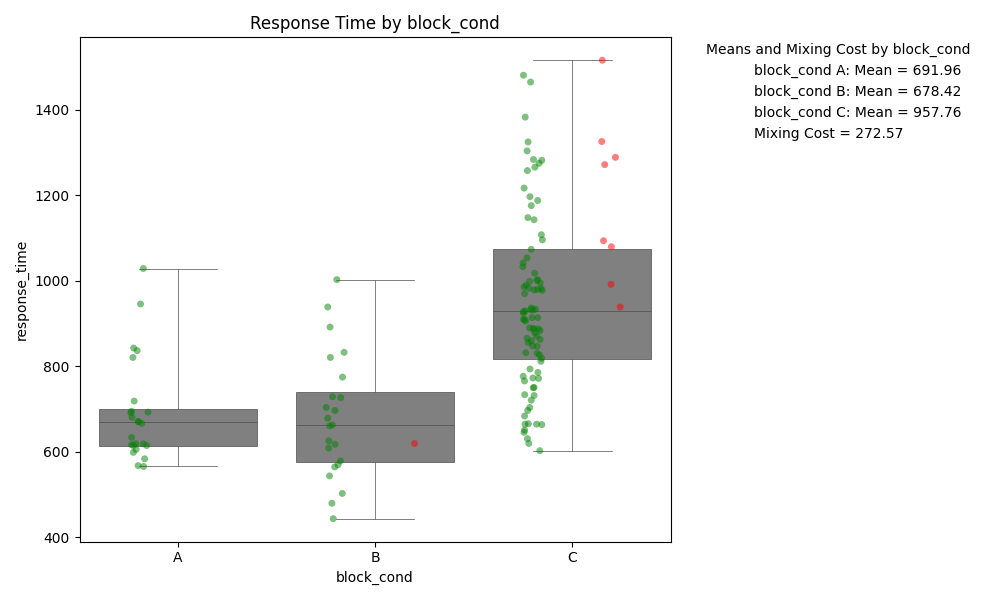 Response Time by block_cond
Means and Mixing Cost by block_cond
block_cond A: Mean = 691.96
block_cond B: Mean = 678.42
block_cond C: Mean = 957.76
Mixing Cost = 272.57
response_time
1400
1200
1000
800
600
400
A B C
block_cond